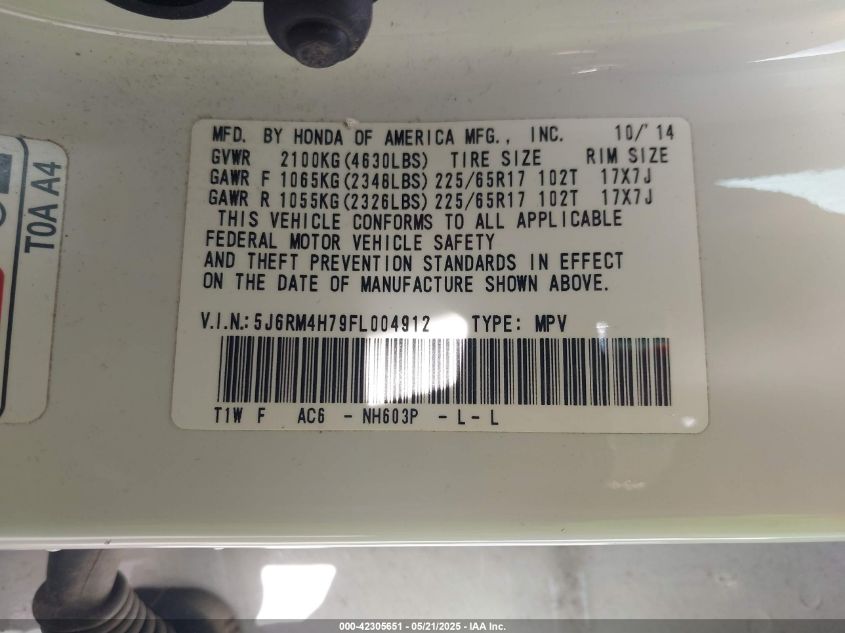 T0A A4
MFD. BY HONDA OF AMERICA MFG., INC. 10/'14
GVWR 2100KG(4630LBS) TIRE SIZE RIM SIZE
GAWR F 1065KG(2348LBS) 225/65R17 102T 17X7J
GAWR R 1055KG(2326LBS) 225/65R17 102T 17X7J
THIS VEHICLE CONFORMS TO ALL APPLICABLE
FEDERAL MOTOR VEHICLE SAFETY
AND THEFT PREVENTION STANDARDS IN EFFECT
ON THE DATE OF MANUFACTURE SHOWN ABOVE.
V.I.N.: 5J6RM4H79FL004912 TYPE: MPV
T1W F AC6 - NH603P - L - L
000-42305651 - 05/21/2025 - IAA Inc.